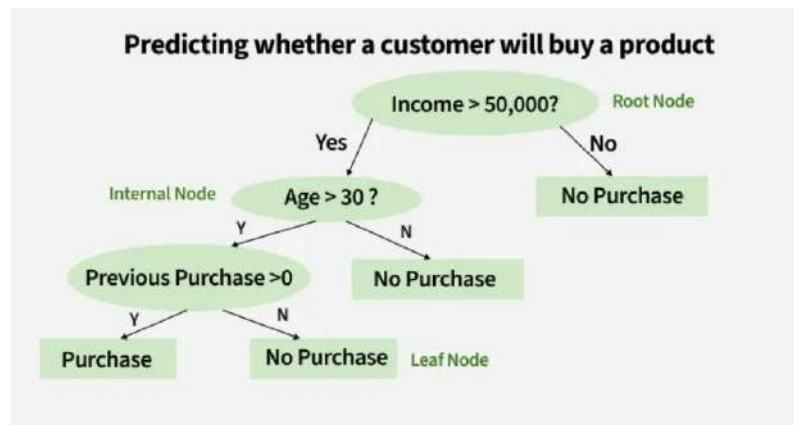 Predicting whether a customer will buy a product
Income > 50,000?
Root Node
Yes
No
Internal Node
Age > 30 ?
No Purchase
Y
N
Previous Purchase >0
No Purchase
Y
N
Purchase
No Purchase
Leaf Node